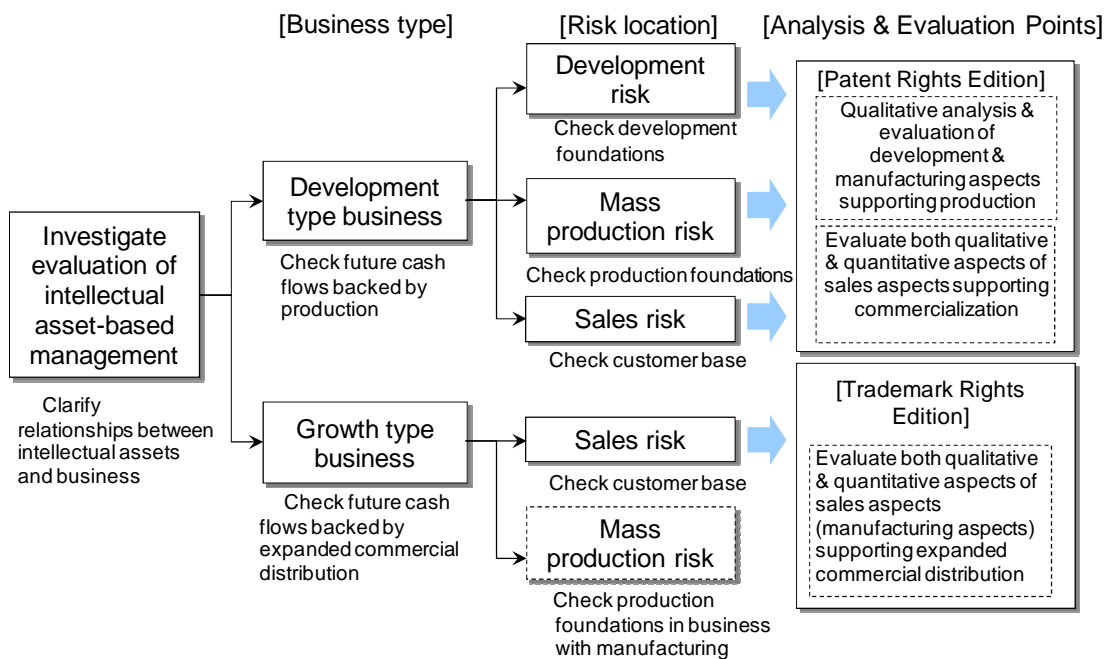 [Business type]
[Risk location]
[Analysis & Evaluation Points]
Investigate
evaluation of
intellectual
asset-based
management
Clarify
relationships between
intellectual assets
and business
Development
type business
Check future cash
flows backed by
production
Growth type
business
Check future cash
flows backed by
expanded commercial
distribution
Development
risk
Check development
foundations
Mass
production risk
Check production foundations
Sales risk
Check customer base
Sales risk
Check customer base
Mass
production risk
Check production
foundations in business
with manufacturing
[Patent Rights Edition]
Qualitative analysis &
evaluation of
development &
manufacturing aspects
supporting production
Evaluate both qualitative
& quantitative aspects of
sales aspects supporting
commercialization
[Trademark Rights
Edition]
Evaluate both qualitative
& quantitative aspects of
sales aspects
(manufacturing aspects)
supporting expanded
commercial distribution